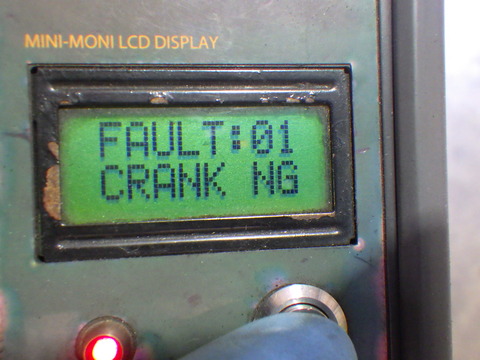 MINI-MONI LCD DISPLAY
FAULT:01
CRANK NG